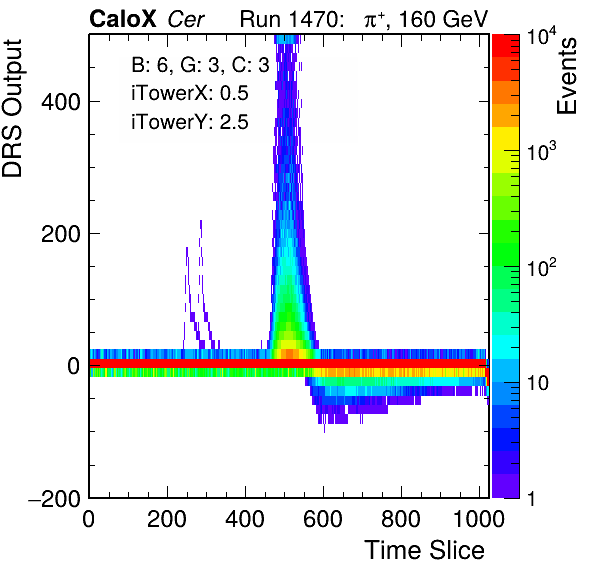 CaloX Cer Run 1470: π⁺, 160 GeV
B: 6, G: 3, C: 3
iTowerX: 0.5
iTowerY: 2.5
DRS Output
400
200
0
−200
0 200 400 600 800 1000
Time Slice
Events
10⁴
10³
10²
10
1